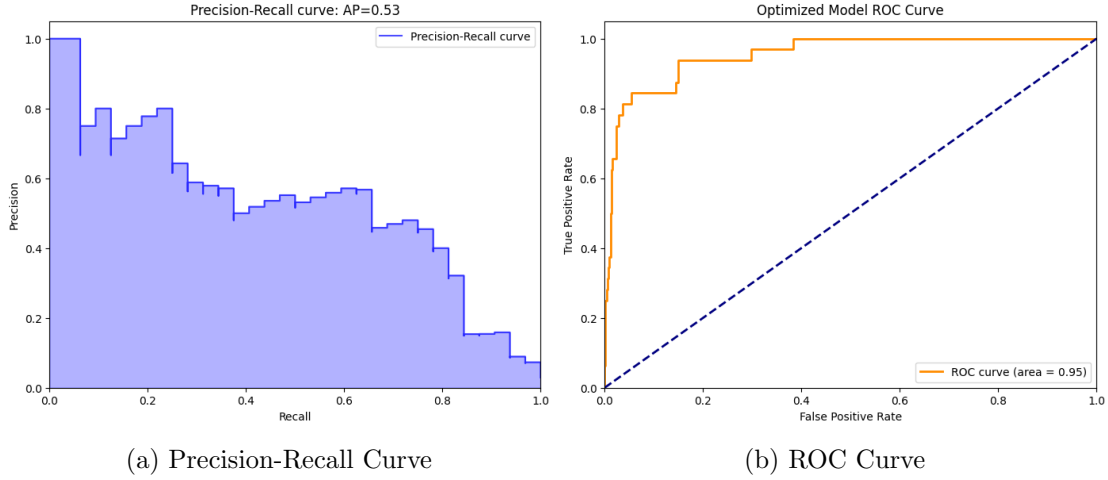 Precision-Recall curve: AP=0.53
Precision-Recall curve
1.0
0.8
0.6
0.4
0.2
0.0
Precision
0.0 0.2 0.4 0.6 0.8 1.0
Recall
(a) Precision-Recall Curve
Optimized Model ROC Curve
1.0
0.8
0.6
0.4
0.2
0.0
True Positive Rate
ROC curve (area = 0.95)
0.0 0.2 0.4 0.6 0.8 1.0
False Positive Rate
(b) ROC Curve